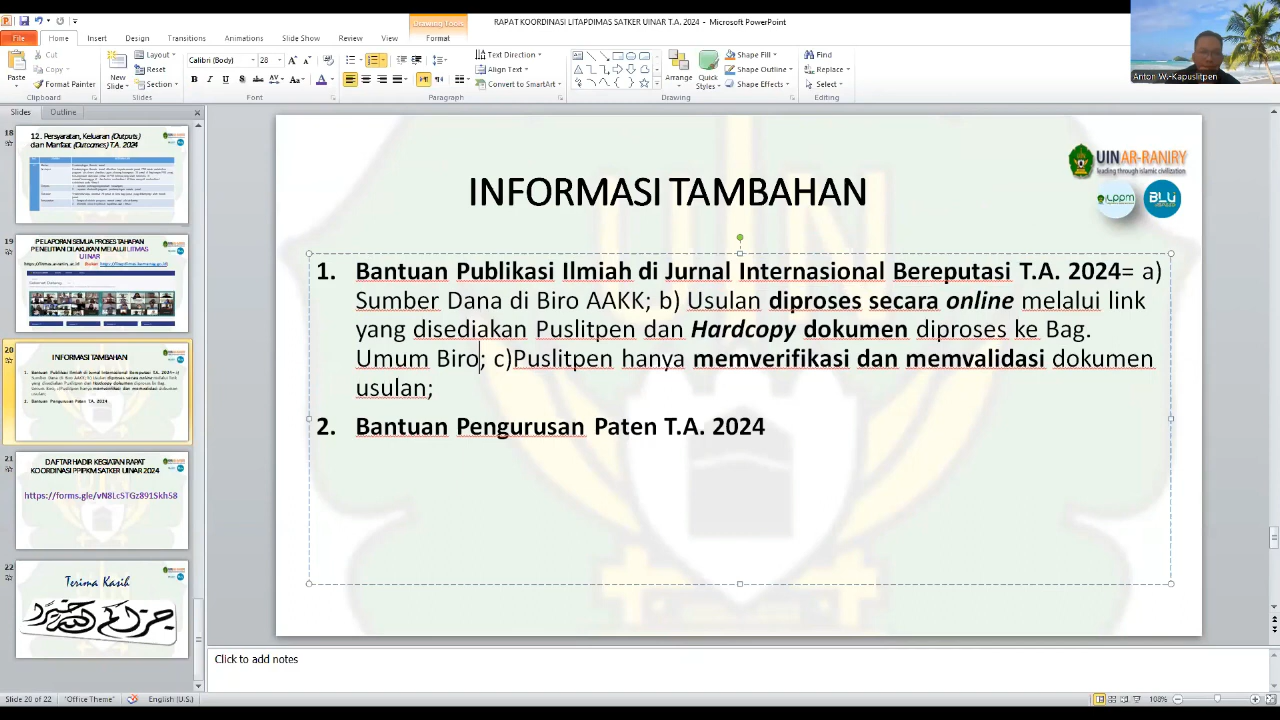 RAPAT KOORDINASI LITAPDIMAS SATKER UINAR T.A. 2024 - Microsoft PowerPoint
Drawing Tools
File Home Insert Design Transitions Animations Slide Show Review View Format
Cut
Copy
Format Painter
Paste
Clipboard
New
Slide
Layout
Reset
Section
Slides
Calibri (Body) 28
Font
Text Direction
Align Text
Convert to SmartArt
Paragraph
Arrange
Quick
Styles
Shape Fill
Shape Outline
Shape Effects
Drawing
Find
Replace
Select
Editing
Anton W.-Kapuslitpen
Slides Outline
18
12. Persyaratan, Keluaran (Outputs)
dan Manfaat (Outcomes) T.A. 2024
19
PELAPORAN SEMUA PROSES TAHAPAN
PENELITIAN DILAKUKAN MELALUI LITMAS
UINAR
20
INFORMASI TAMBAHAN
1. Bantuan Publikasi Ilmiah di Jurnal Internasional Bereputasi T.A. 2024= a)
Sumber Dana di Biro AAKK; b) Usulan diproses secara online melalui link
yang disediakan Puslitpen dan Hardcopy dokumen diproses ke Bag.
Umum Biro; c)Puslitpen hanya memverifikasi dan memvalidasi dokumen
usulan;
2. Bantuan Pengurusan Paten T.A. 2024
21
DAFTAR HADIR KEGIATAN RAPAT
KOORDINASI PPIPKM SATKER UINAR 2024
22
Terima Kasih
UIN AR-RANIRY
leading through islamic civilization
LPPM
BLU
INFORMASI TAMBAHAN
1. Bantuan Publikasi Ilmiah di Jurnal Internasional Bereputasi T.A. 2024= a)
Sumber Dana di Biro AAKK; b) Usulan diproses secara online melalui link
yang disediakan Puslitpen dan Hardcopy dokumen diproses ke Bag.
Umum Biro; c)Puslitpen hanya memverifikasi dan memvalidasi dokumen
usulan;
2. Bantuan Pengurusan Paten T.A. 2024
Click to add notes
Slide 20 of 22 "Office Theme" English (U.S.) 108%